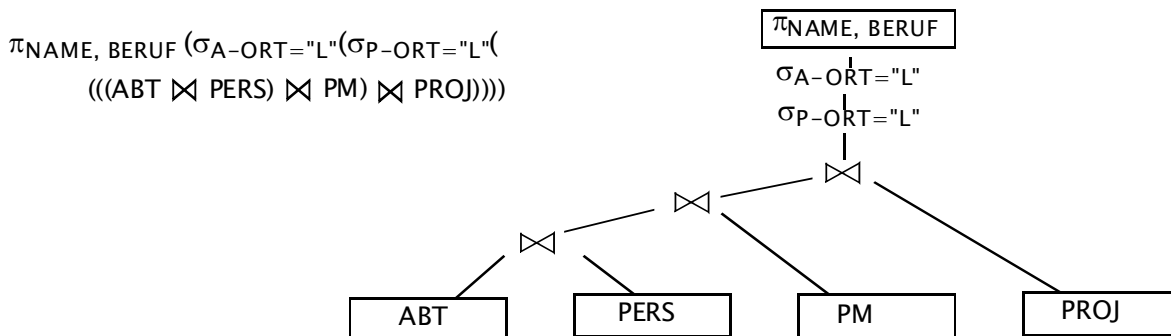 πNAME, BERUF (σA–ORT="L"(σP–ORT="L"(
(((ABT ⋈ PERS) ⋈ PM) ⋈ PROJ))))
πNAME, BERUF
σA–ORT="L"
σP–ORT="L"
⋈
⋈
⋈
ABT PERS PM PROJ